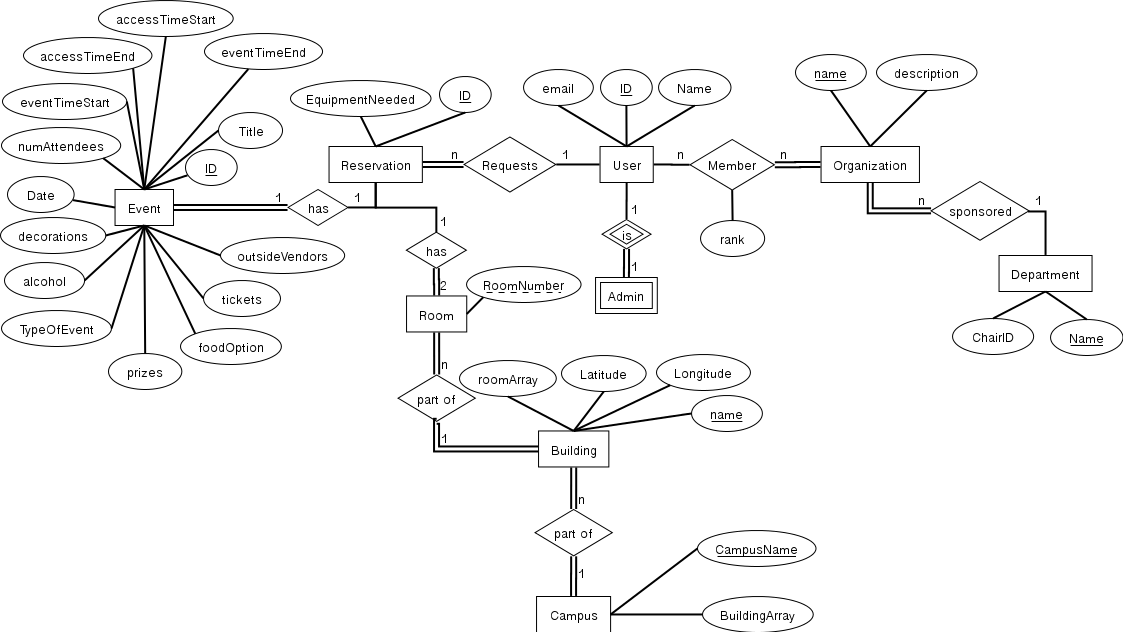 accessTimeStart
accessTimeEnd
eventTimeEnd
name
description
eventTimeStart
EquipmentNeeded
ID
email
ID
Name
numAttendees
Title
ID
Reservation
n
Requests
1
User
n
Member
n
Organization
Date
Event
1
has
1
1
n
sponsored
1
decorations
outsideVendors
1
has
is
rank
alcohol
tickets
2
RoomNumber
1
Admin
Department
TypeOfEvent
foodOption
Room
ChairID
Name
prizes
n
part of
1
roomArray
Latitude
Longitude
name
Building
n
part of
1
CampusName
Campus
BuildingArray